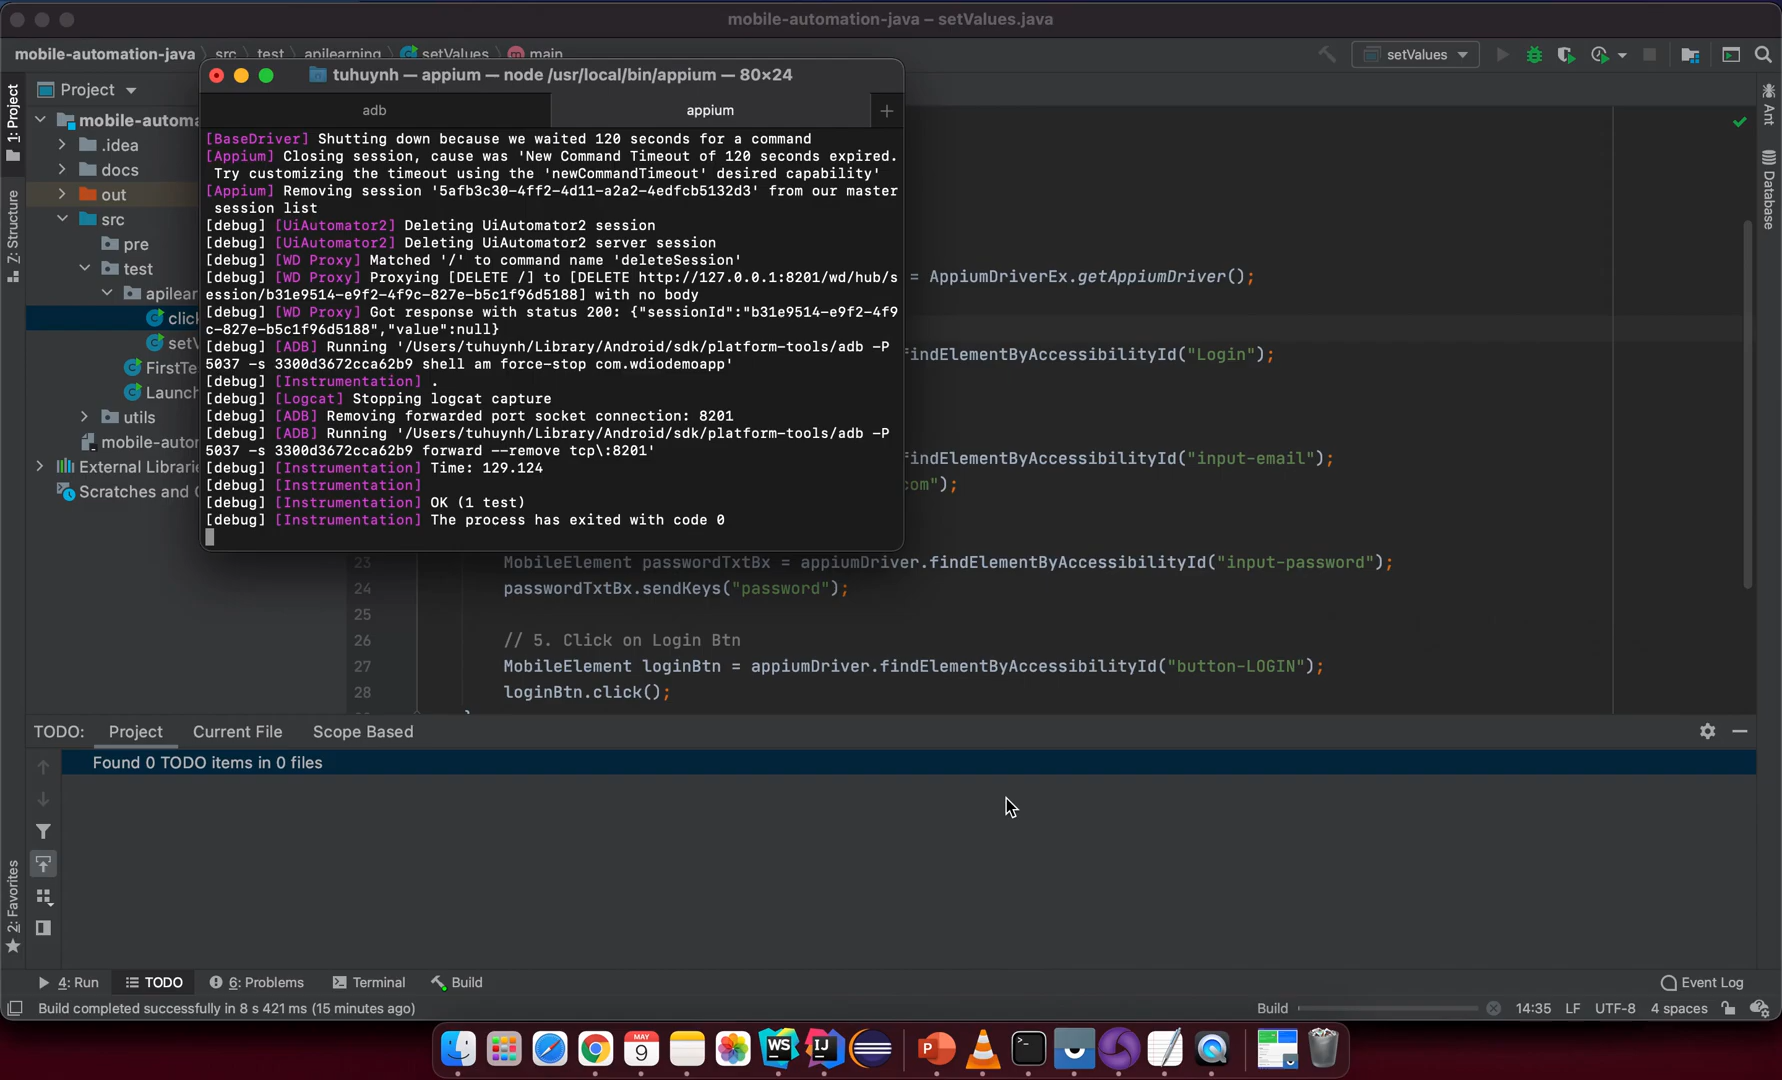 mobile-automation-java – setValues.java
mobile-automation-java
src
test
apilearning
setValues
main
setValues
tuhuynh — appium — node /usr/local/bin/appium — 80×24
adb
appium
+
[BaseDriver] Shutting down because we waited 120 seconds for a command
[Appium] Closing session, cause was 'New Command Timeout of 120 seconds expired.
Try customizing the timeout using the 'newCommandTimeout' desired capability'
[Appium] Removing session '5afb3c30-4ff2-4d11-a2a2-4edfcb5132d3' from our master
session list
[debug] [UiAutomator2] Deleting UiAutomator2 session
[debug] [UiAutomator2] Deleting UiAutomator2 server session
[debug] [WD Proxy] Matched '/' to command name 'deleteSession'
[debug] [WD Proxy] Proxying [DELETE /] to [DELETE http://127.0.0.1:8201/wd/hub/s
ession/b31e9514-e9f2-4f9c-827e-b5c1f96d5188] with no body
[debug] [WD Proxy] Got response with status 200: {"sessionId":"b31e9514-e9f2-4f9
c-827e-b5c1f96d5188","value":null}
[debug] [ADB] Running '/Users/tuhuynh/Library/Android/sdk/platform-tools/adb -P
5037 -s 3300d3672cca62b9 shell am force-stop com.wdiodemoapp'
[debug] [Instrumentation] .
[debug] [Logcat] Stopping logcat capture
[debug] [ADB] Removing forwarded port socket connection: 8201
[debug] [ADB] Running '/Users/tuhuynh/Library/Android/sdk/platform-tools/adb -P
5037 -s 3300d3672cca62b9 forward --remove tcp\:8201'
[debug] [Instrumentation] Time: 129.124
[debug] [Instrumentation]
[debug] [Instrumentation] OK (1 test)
[debug] [Instrumentation] The process has exited with code 0
1: Project
7: Structure
2: Favorites
Project
mobile-automa
.idea
docs
out
src
pre
test
apilear
click
setV
FirstTe
Launch
utils
mobile-autor
External Librarie
Scratches and
= AppiumDriverEx.getAppiumDriver();
findElementByAccessibilityId("Login");
findElementByAccessibilityId("input-email");
com");
23 MobileElement passwordTxtBx = appiumDriver.findElementByAccessibilityId("input-password");
24 passwordTxtBx.sendKeys("password");
25
26 // 5. Click on Login Btn
27 MobileElement loginBtn = appiumDriver.findElementByAccessibilityId("button-LOGIN");
28 loginBtn.click();
Ant
Database
TODO: Project Current File Scope Based
Found 0 TODO items in 0 files
4: Run TODO 6: Problems Terminal Build Event Log
Build completed successfully in 8 s 421 ms (15 minutes ago)
Build 14:35 LF UTF-8 4 spaces
MAY
9
WS
IJ
P